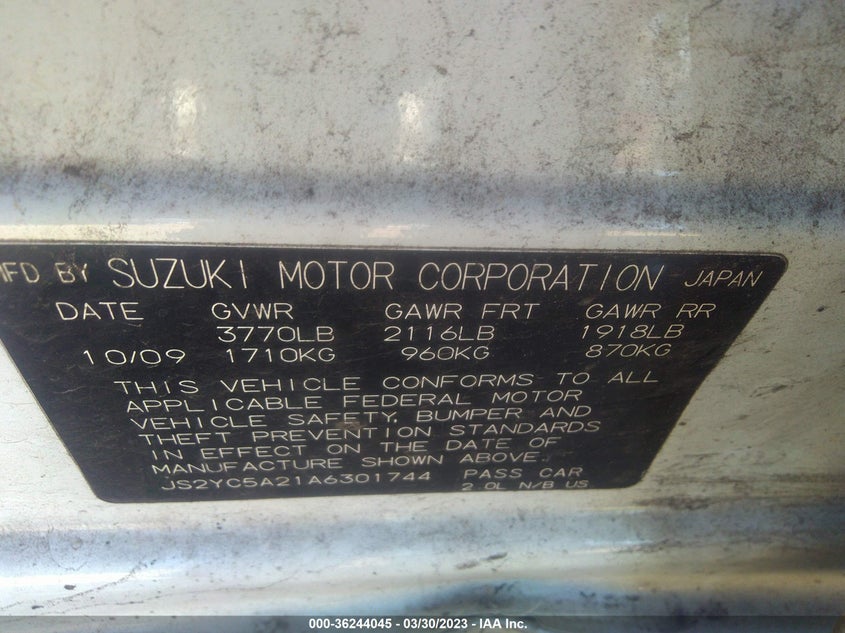 MFD BY SUZUKI MOTOR CORPORATION JAPAN
DATE GVWR GAWR FRT GAWR RR
3770LB 2116LB 1918LB
10/09 1710KG 960KG 870KG
THIS VEHICLE CONFORMS TO ALL
APPLICABLE FEDERAL MOTOR
VEHICLE SAFETY, BUMPER AND
THEFT PREVENTION STANDARDS
IN EFFECT ON THE DATE OF
MANUFACTURE SHOWN ABOVE.
JS2YC5A21A6301744 PASS CAR
2.0L N/B US
000-36244045 - 03/30/2023 - IAA Inc.